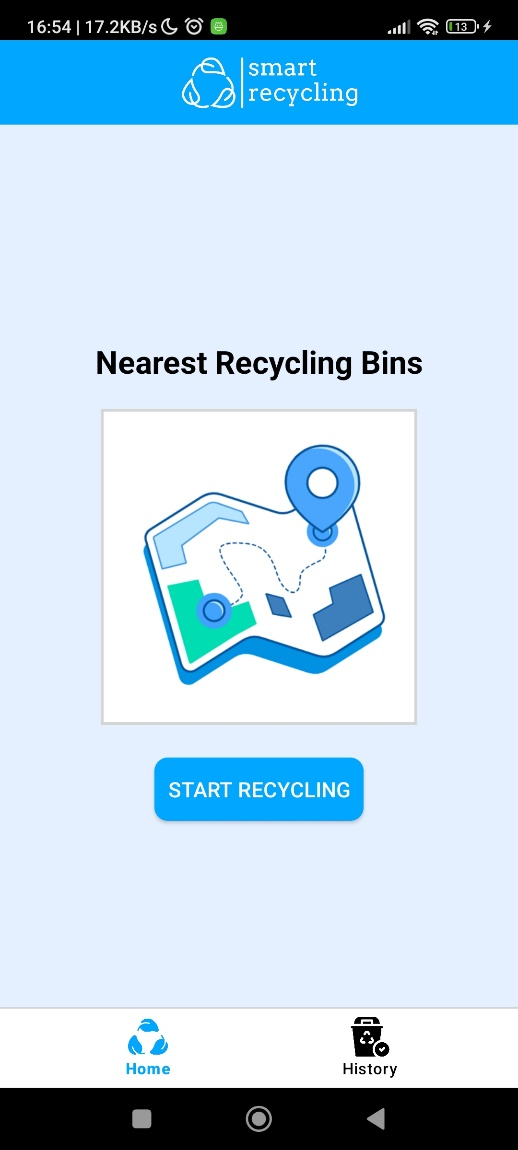 16:54 | 17.2KB/s
13
smart
recycling
Nearest Recycling Bins
START RECYCLING
Home
History